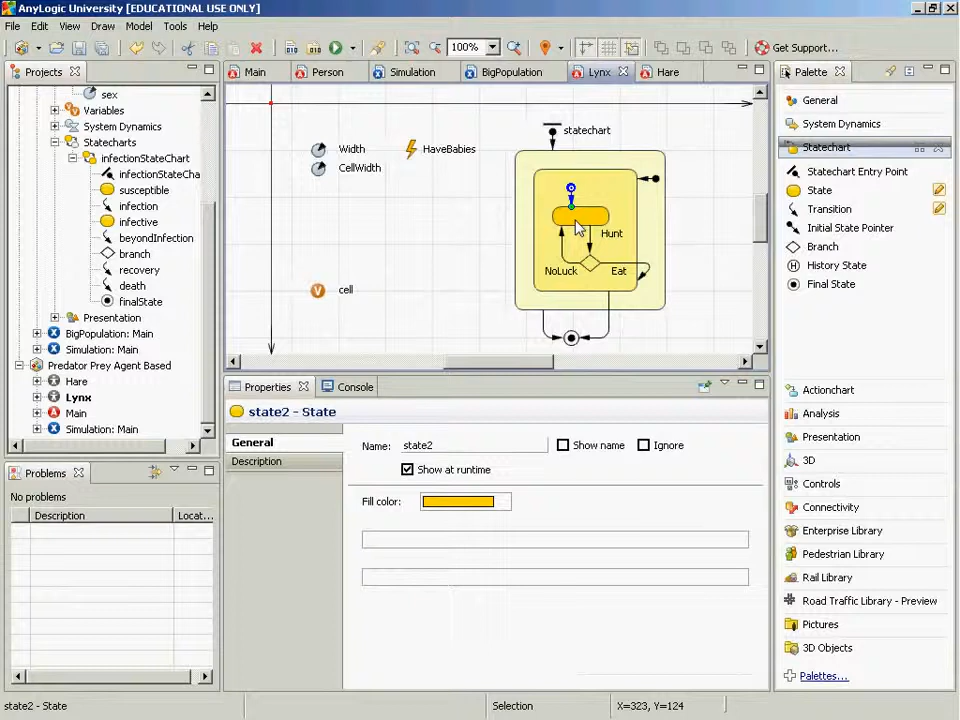 AnyLogic University [EDUCATIONAL USE ONLY]
File Edit View Draw Model Tools Help
100% Get Support...
Projects
Main Person Simulation BigPopulation Lynx Hare
Palette
sex
Variables
System Dynamics
Statecharts
infectionStateChart
infectionStateCha
susceptible
infection
infective
beyondInfection
branch
recovery
death
finalState
Presentation
BigPopulation: Main
Simulation: Main
Predator Prey Agent Based
Hare
Lynx
Main
Simulation: Main
Width
CellWidth
HaveBabies
cell
statechart
Hunt
NoLuck
Eat
General
System Dynamics
Statechart
Statechart Entry Point
State
Transition
Initial State Pointer
Branch
History State
Final State
Actionchart
Analysis
Presentation
3D
Controls
Connectivity
Enterprise Library
Pedestrian Library
Rail Library
Road Traffic Library - Preview
Pictures
3D Objects
Palettes...
Properties Console
state2 - State
General
Description
Name: state2 Show name Ignore
Show at runtime
Fill color:
Problems
No problems
Description Locat...
state2 - State Selection X=323, Y=124